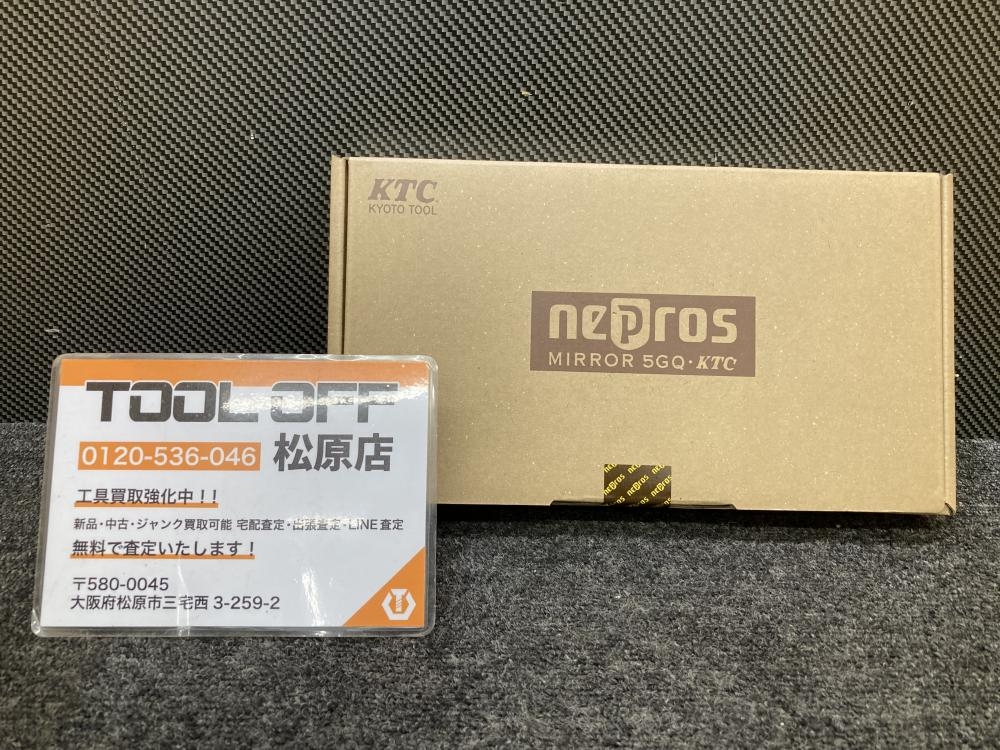 KTC
KYOTO TOOL
nepros
MIRROR 5GQ・KTC
nepros
TOOL OFF
0120-536-046 松原店
工具買取強化中！！
新品・中古・ジャンク買取可能 宅配査定・出張査定・LINE査定
無料で査定いたします！
〒580-0045
大阪府松原市三宅西 3-259-2